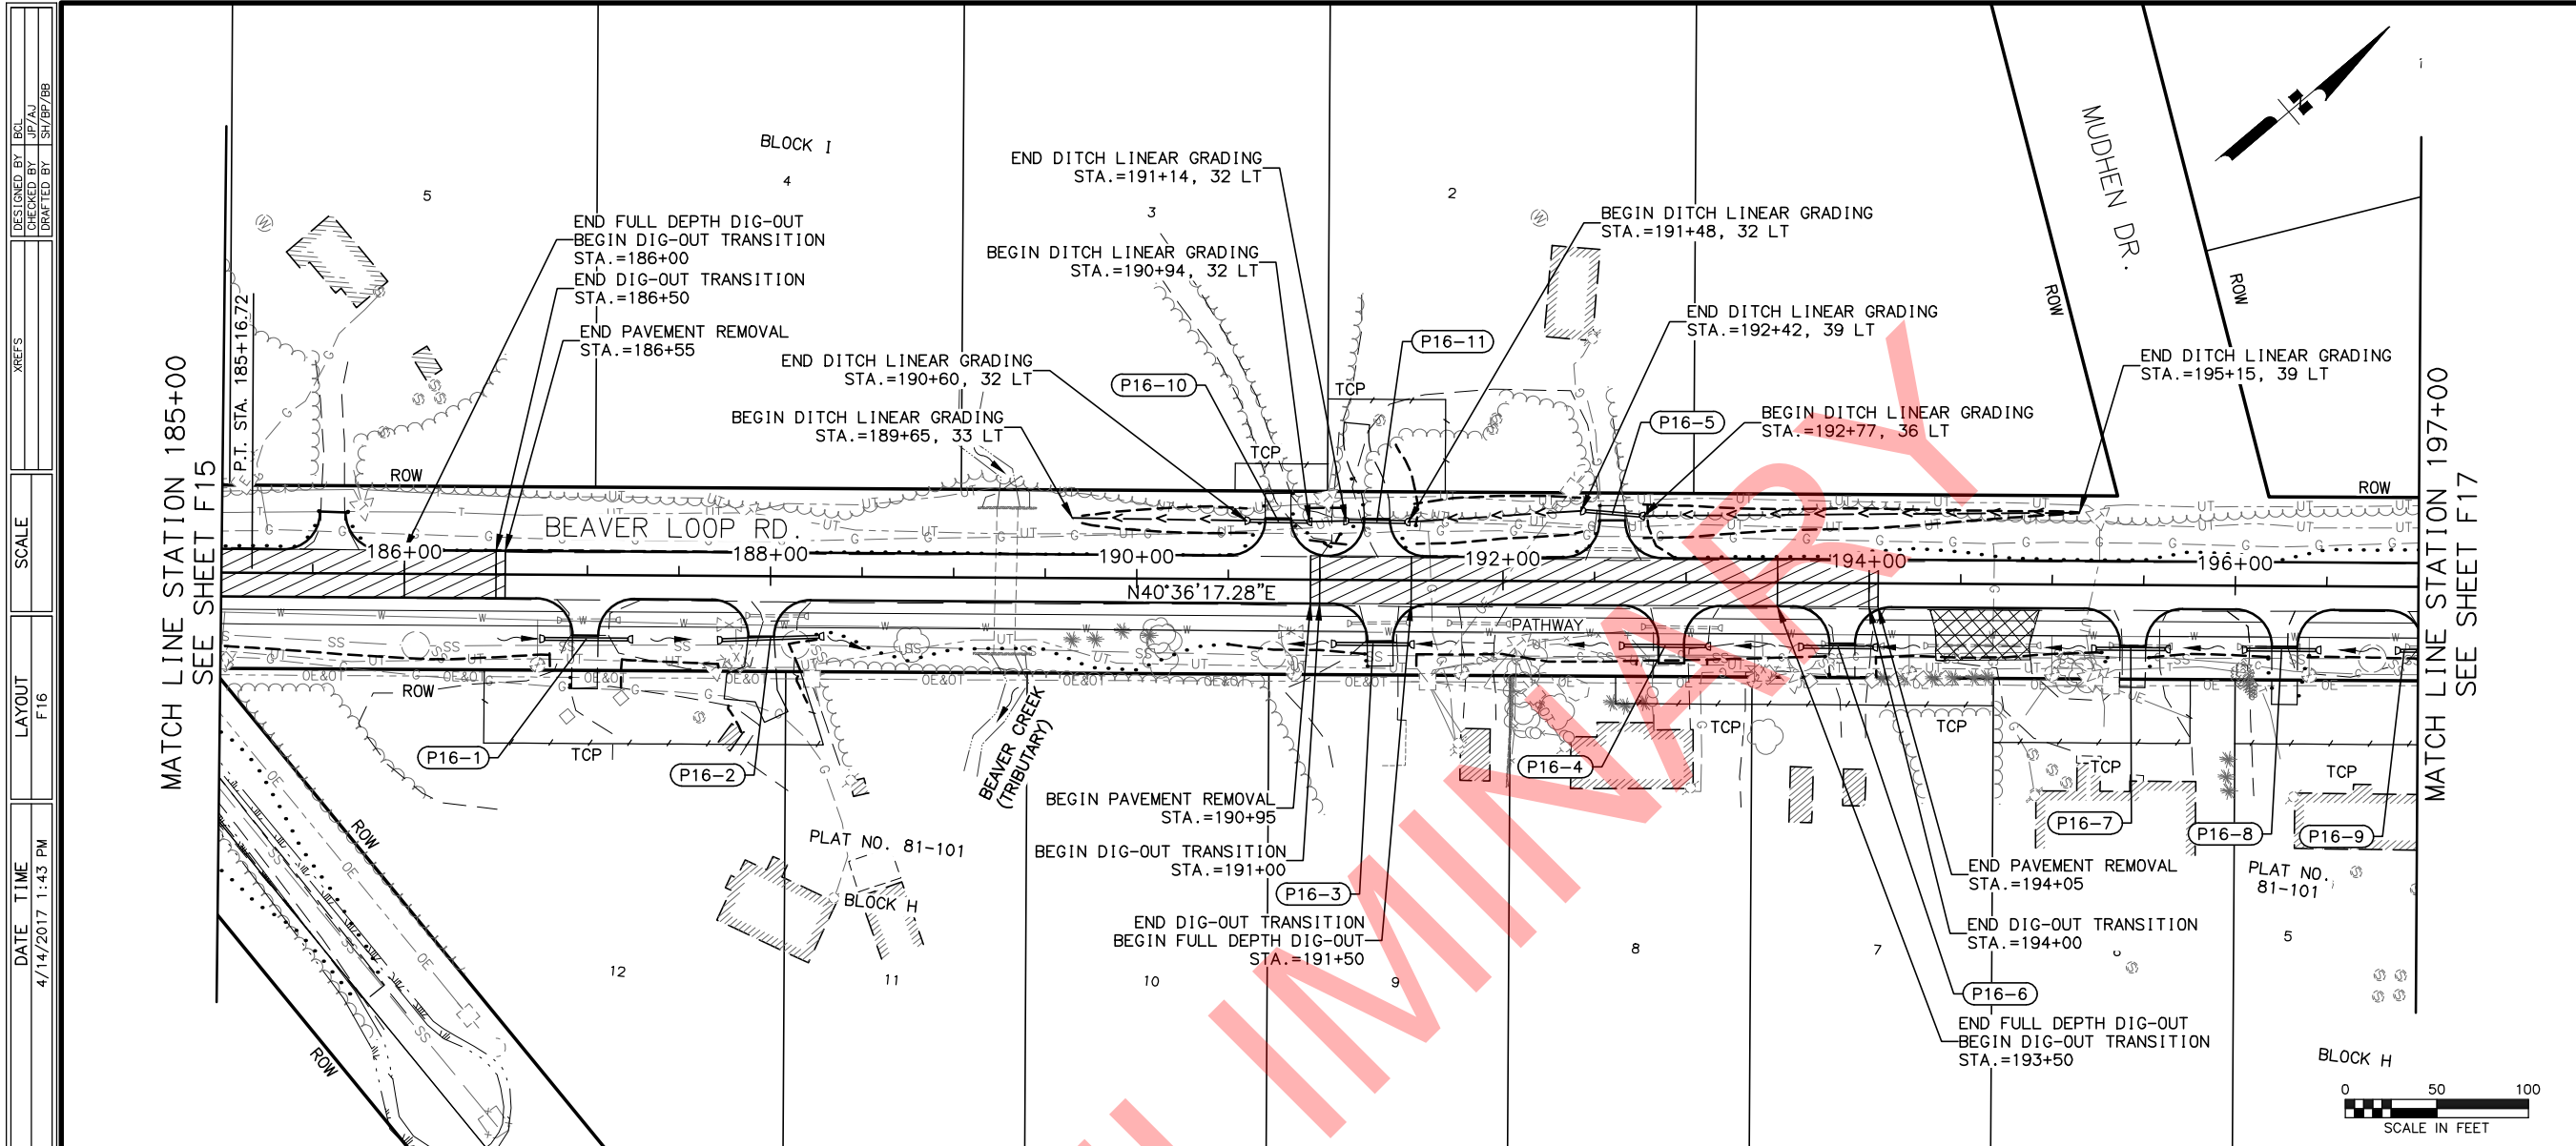 DESIGNED BY BCL
CHECKED BY JP/AJ
DRAFTED BY SH/BP/BB
XREFS
SCALE
LAYOUT
F16
DATE TIME
4/14/2017 1:43 PM
MATCH LINE STATION 185+00
SEE SHEET F15
P.T. STA. 185+16.72
BLOCK I
5
4
3
2
1
END FULL DEPTH DIG-OUT
BEGIN DIG-OUT TRANSITION
STA.=186+00
END DIG-OUT TRANSITION
STA.=186+50
END PAVEMENT REMOVAL
STA.=186+55
END DITCH LINEAR GRADING
STA.=191+14, 32 LT
BEGIN DITCH LINEAR GRADING
STA.=190+94, 32 LT
END DITCH LINEAR GRADING
STA.=190+60, 32 LT
BEGIN DITCH LINEAR GRADING
STA.=189+65, 33 LT
P16-10
P16-11
BEGIN DITCH LINEAR GRADING
STA.=191+48, 32 LT
END DITCH LINEAR GRADING
STA.=192+42, 39 LT
P16-5
BEGIN DITCH LINEAR GRADING
STA.=192+77, 36 LT
END DITCH LINEAR GRADING
STA.=195+15, 39 LT
MUDHEN DR.
ROW
ROW
ROW
ROW
TCP
TCP
BEAVER LOOP RD.
186+00
188+00
190+00
192+00
194+00
196+00
N40°36'17.28"E
PATHWAY
MATCH LINE STATION 197+00
SEE SHEET F17
ROW
ROW
ROW
TCP
P16-1
P16-2
BEAVER CREEK
(TRIBUTARY)
PLAT NO. 81-101
BLOCK H
12
11
10
9
8
7
5
BEGIN PAVEMENT REMOVAL
STA.=190+95
BEGIN DIG-OUT TRANSITION
STA.=191+00
P16-3
END DIG-OUT TRANSITION
BEGIN FULL DEPTH DIG-OUT
STA.=191+50
P16-4
TCP
TCP
TCP
TCP
P16-7
P16-8
P16-9
END PAVEMENT REMOVAL
STA.=194+05
END DIG-OUT TRANSITION
STA.=194+00
P16-6
END FULL DEPTH DIG-OUT
BEGIN DIG-OUT TRANSITION
STA.=193+50
PLAT NO.
81-101
BLOCK H
0 50 100
SCALE IN FEET